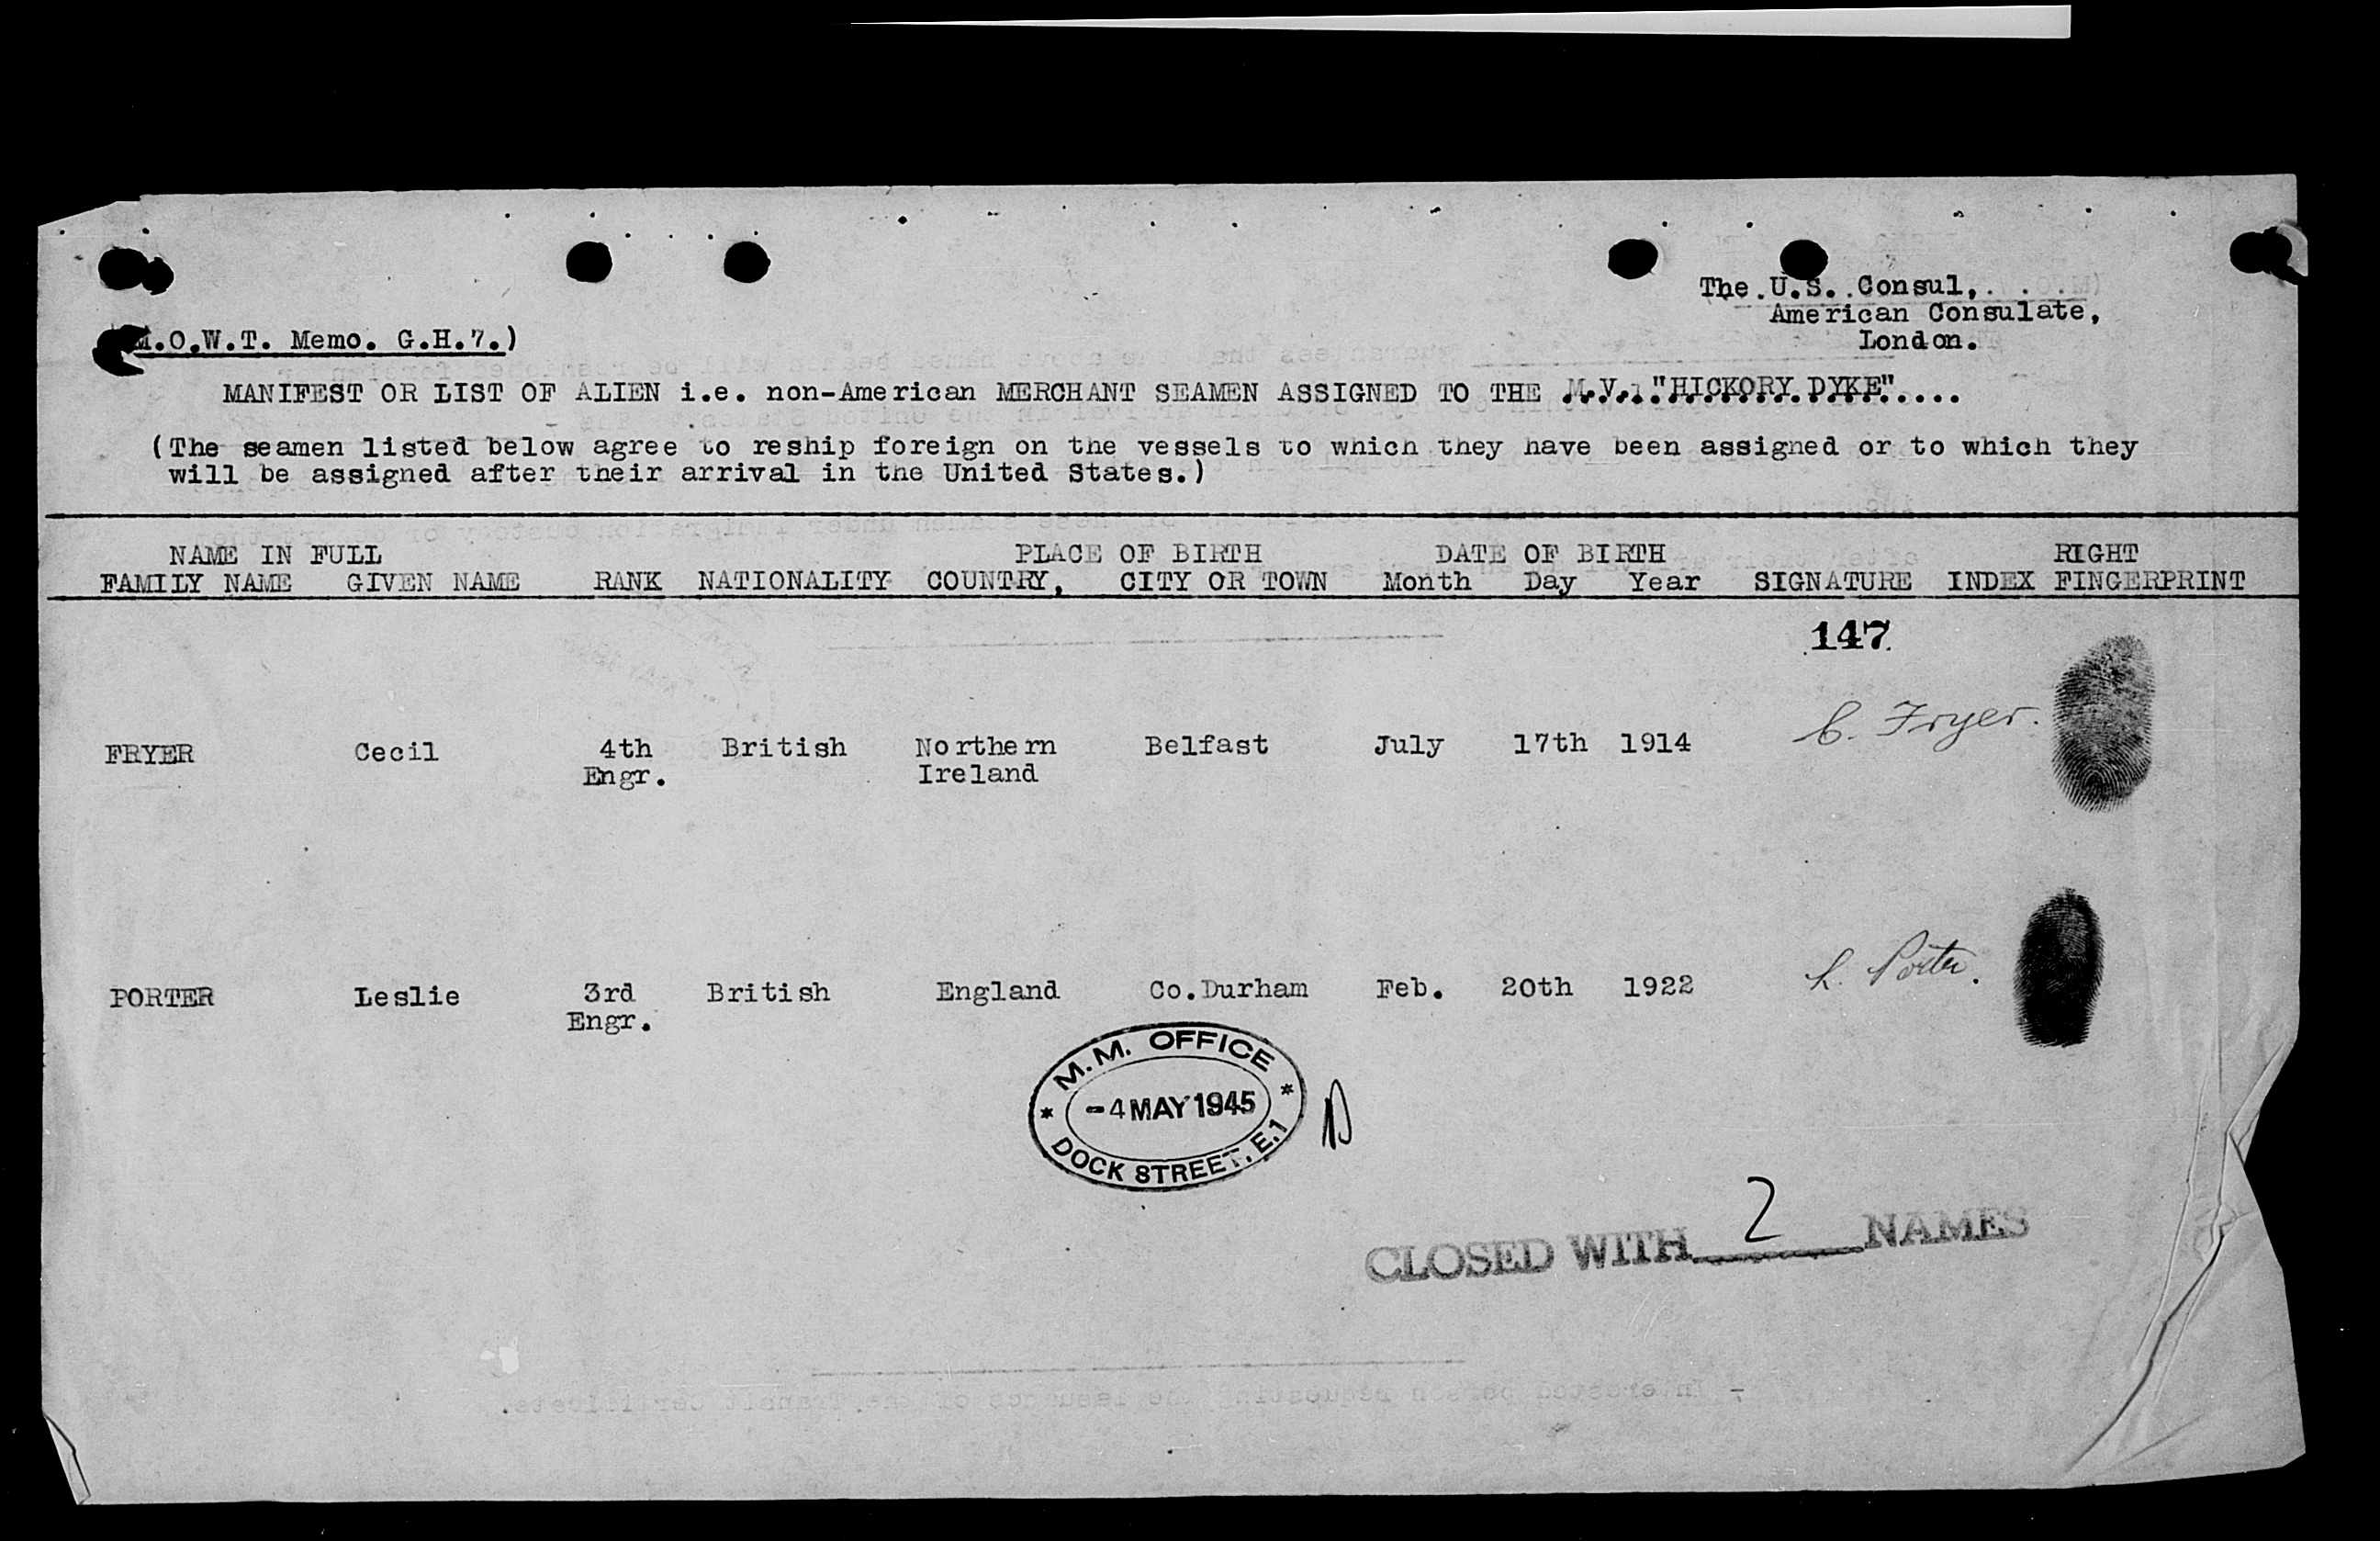 The U.S. Consul,
American Consulate,
London.
M.O.W.T. Memo. G.H.7.)
MANIFEST OR LIST OF ALIEN i.e. non-American MERCHANT SEAMEN ASSIGNED TO THE M.V. "HICKORY DYKE".....
(The seamen listed below agree to reship foreign on the vessels to which they have been assigned or to which they
will be assigned after their arrival in the United States.)
NAME IN FULL PLACE OF BIRTH DATE OF BIRTH RIGHT
FAMILY NAME GIVEN NAME RANK NATIONALITY COUNTRY, CITY OR TOWN Month Day Year SIGNATURE INDEX FINGERPRINT
147
FRYER Cecil 4th British Northern Belfast July 17th 1914 C. Fryer.
Engr. Ireland
PORTER Leslie 3rd British England Co.Durham Feb. 20th 1922 L. Porter.
Engr.
M.M. OFFICE
-4 MAY 1945
DOCK STREET, E.1
CLOSED WITH 2 NAMES